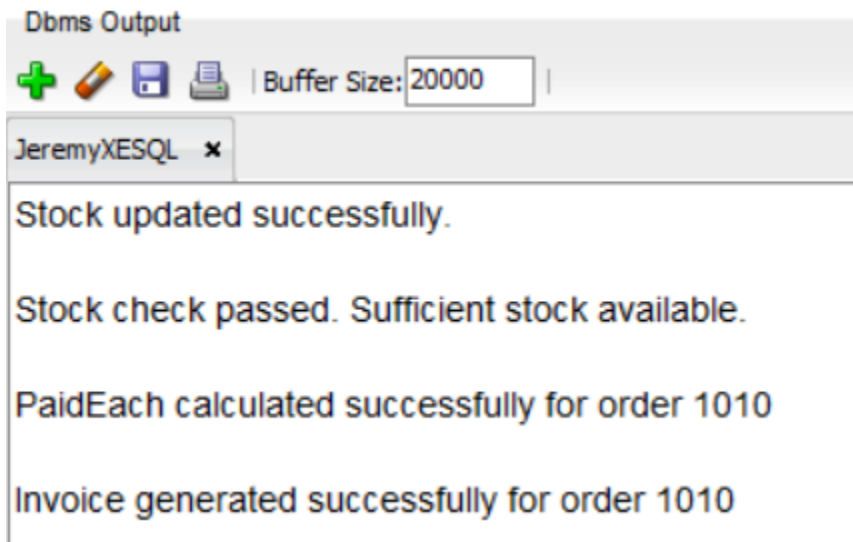 Dbms Output
Buffer Size: 20000
JeremyXESQL
Stock updated successfully.
Stock check passed. Sufficient stock available.
PaidEach calculated successfully for order 1010
Invoice generated successfully for order 1010